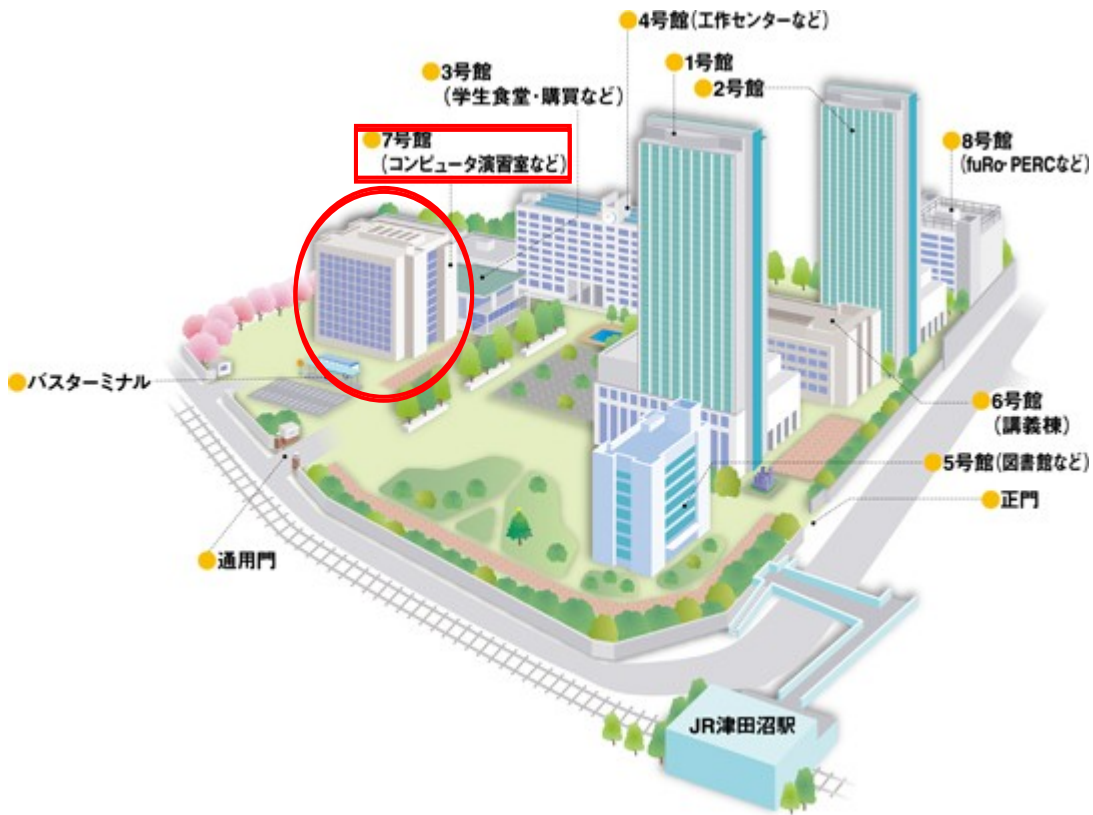 4号館(工作センターなど)
1号館
3号館
(学生食堂・購買など)
2号館
7号館
(コンピュータ演習室など)
8号館
(fuRo・PERCなど)
バスターミナル
6号館
(講義棟)
5号館(図書館など)
正門
通用門
JR津田沼駅